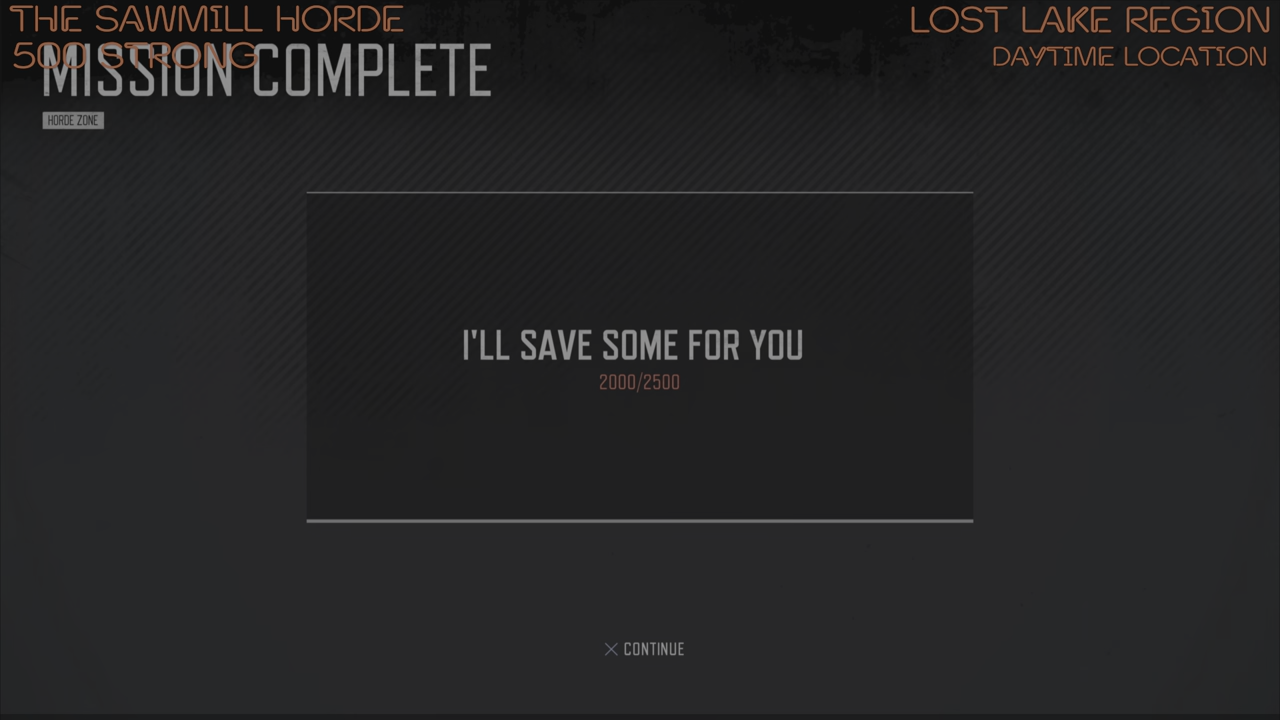 THE SAWMILL HORDE
500 STRONG
LOST LAKE REGION
DAYTIME LOCATION
MISSION COMPLETE
HORDE ZONE
I'LL SAVE SOME FOR YOU
2000/2500
CONTINUE